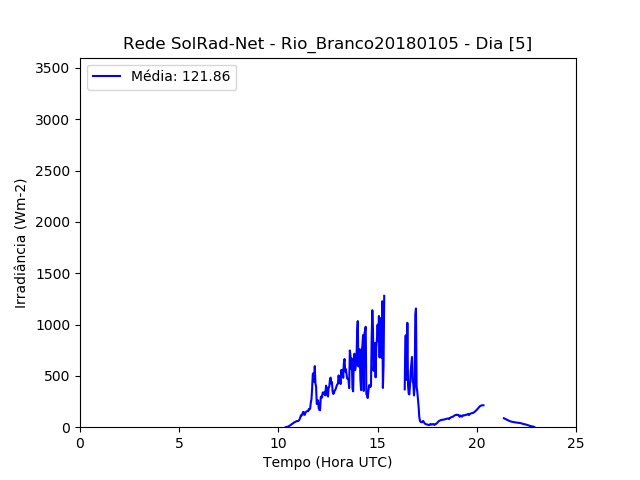 Rede SolRad-Net - Rio_Branco20180105 - Dia [5]
Média: 121.86
3500
3000
2500
2000
1500
1000
500
0
Irradiância (Wm-2)
0 5 10 15 20 25
Tempo (Hora UTC)